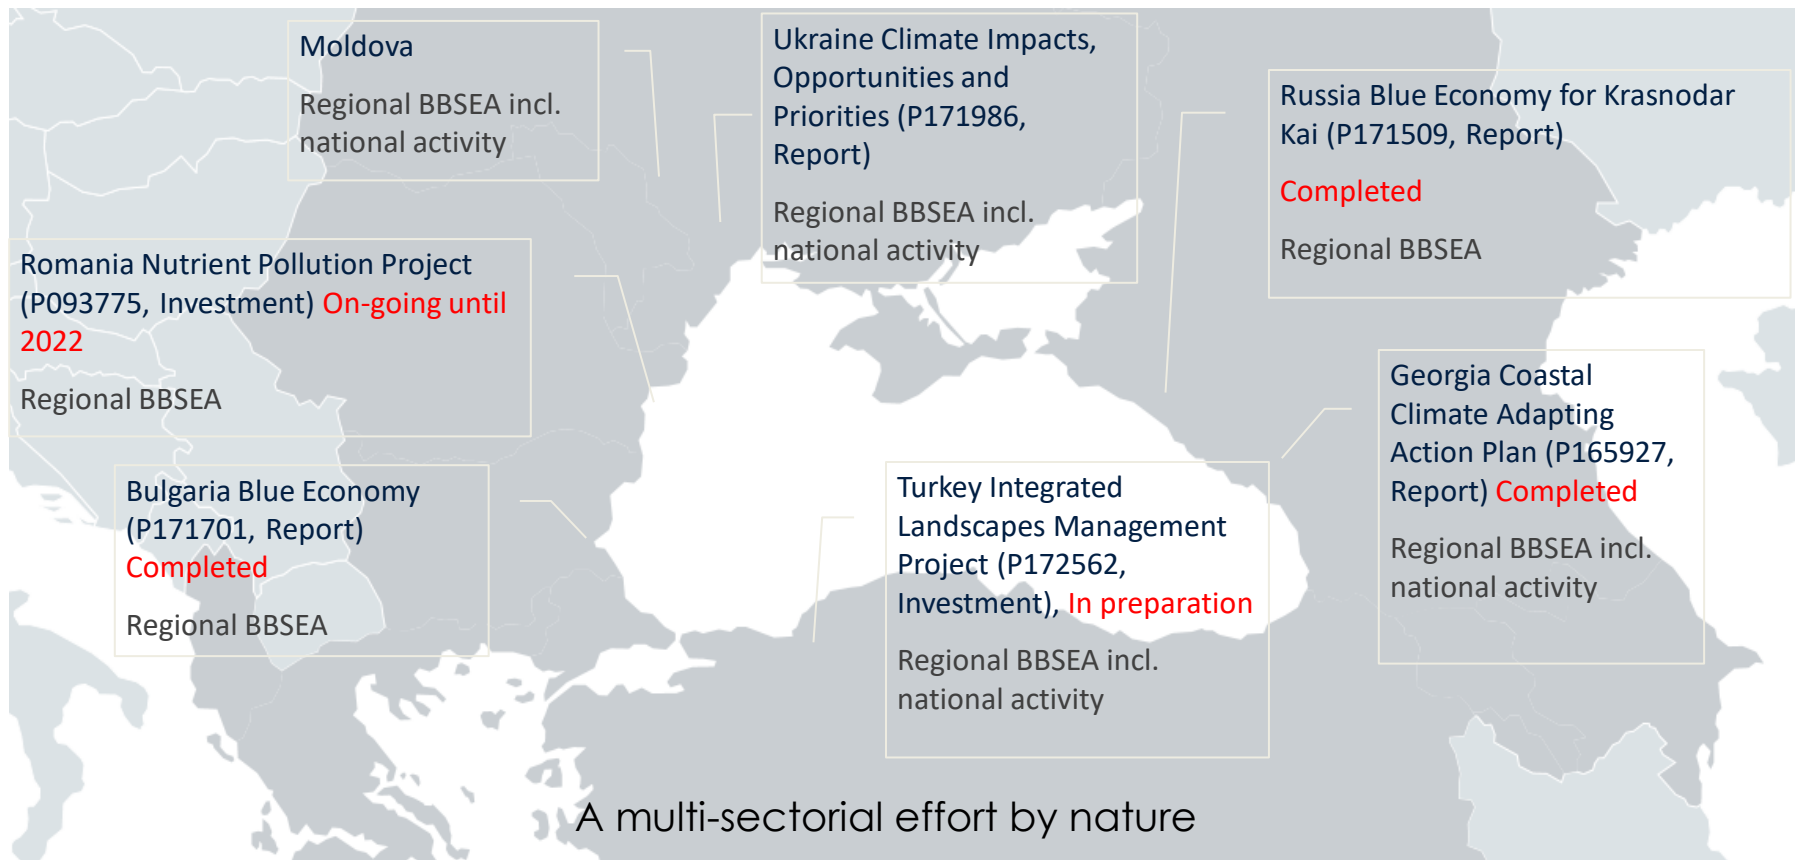 Moldova
Regional BBSEA incl.
national activity
Ukraine Climate Impacts,
Opportunities and
Priorities (P171986,
Report)
Regional BBSEA incl.
national activity
Russia Blue Economy for Krasnodar
Kai (P171509, Report)
Completed
Regional BBSEA
Romania Nutrient Pollution Project
(P093775, Investment) On-going until
2022
Regional BBSEA
Georgia Coastal
Climate Adapting
Action Plan (P165927,
Report) Completed
Regional BBSEA incl.
national activity
Bulgaria Blue Economy
(P171701, Report)
Completed
Regional BBSEA
Turkey Integrated
Landscapes Management
Project (P172562,
Investment), In preparation
Regional BBSEA incl.
national activity
A multi-sectorial effort by nature